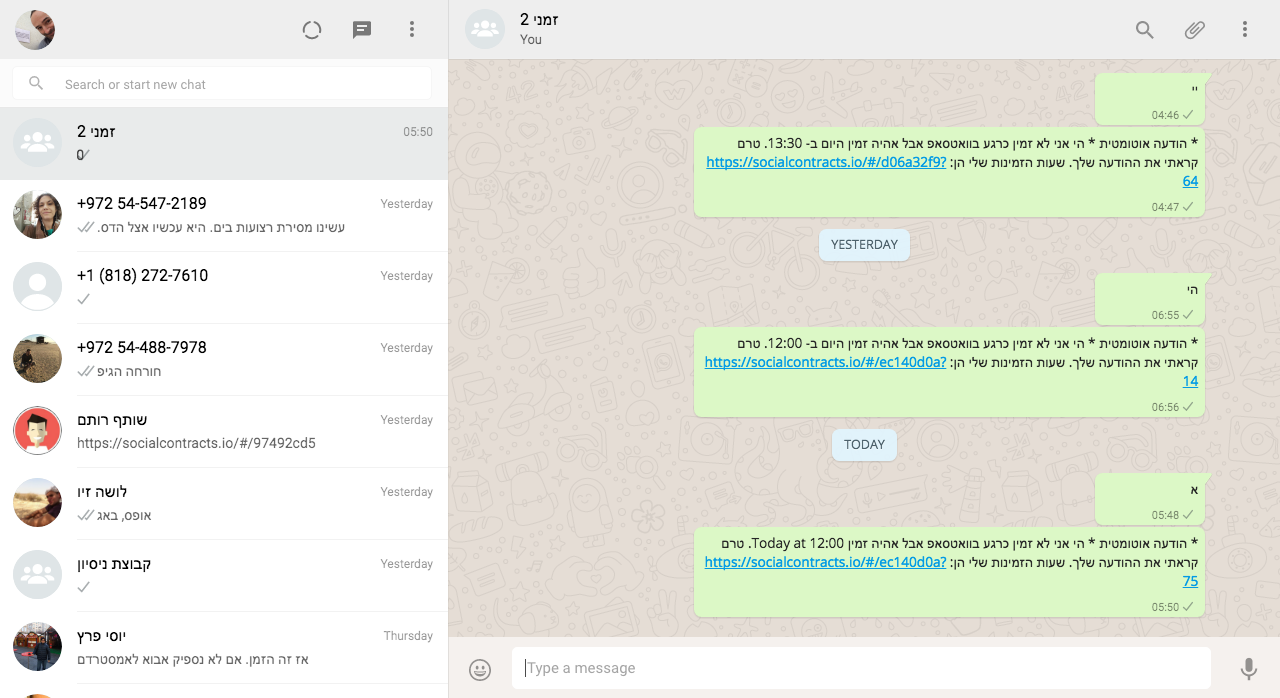 זמני 2
You
Search or start new chat
זמני 2
05:50
0
+972 54-547-2189
Yesterday
עשינו מסירת רצועות בים. היא עכשיו אצל הדס.
+1 (818) 272-7610
Yesterday
+972 54-488-7978
Yesterday
חורחה הגיפ
שותף רותם
Yesterday
https://socialcontracts.io/#/97492cd5
לושה זיו
Yesterday
אופס, באג
קבוצת ניסיון
Yesterday
יוסי פרץ
Thursday
אז זה הזמן. אם לא נספיק אבוא לאמסטרדם
יי
04:46
* הודעה אוטומטית * הי אני לא זמין כרגע בוואטסאפ אבל אהיה זמין היום ב- 13:30. טרם
קראתי את ההודעה שלך. שעות הזמינות שלי הן: https://socialcontracts.io/#/d06a32f9?
64
04:47
YESTERDAY
הי
06:55
* הודעה אוטומטית * הי אני לא זמין כרגע בוואטסאפ אבל אהיה זמין היום ב- 12:00. טרם
קראתי את ההודעה שלך. שעות הזמינות שלי הן: https://socialcontracts.io/#/ec140d0a?
14
06:56
TODAY
א
05:48
* הודעה אוטומטית * הי אני לא זמין כרגע בוואטסאפ אבל אהיה זמין Today at 12:00. טרם
קראתי את ההודעה שלך. שעות הזמינות שלי הן: https://socialcontracts.io/#/ec140d0a?
75
05:50
Type a message